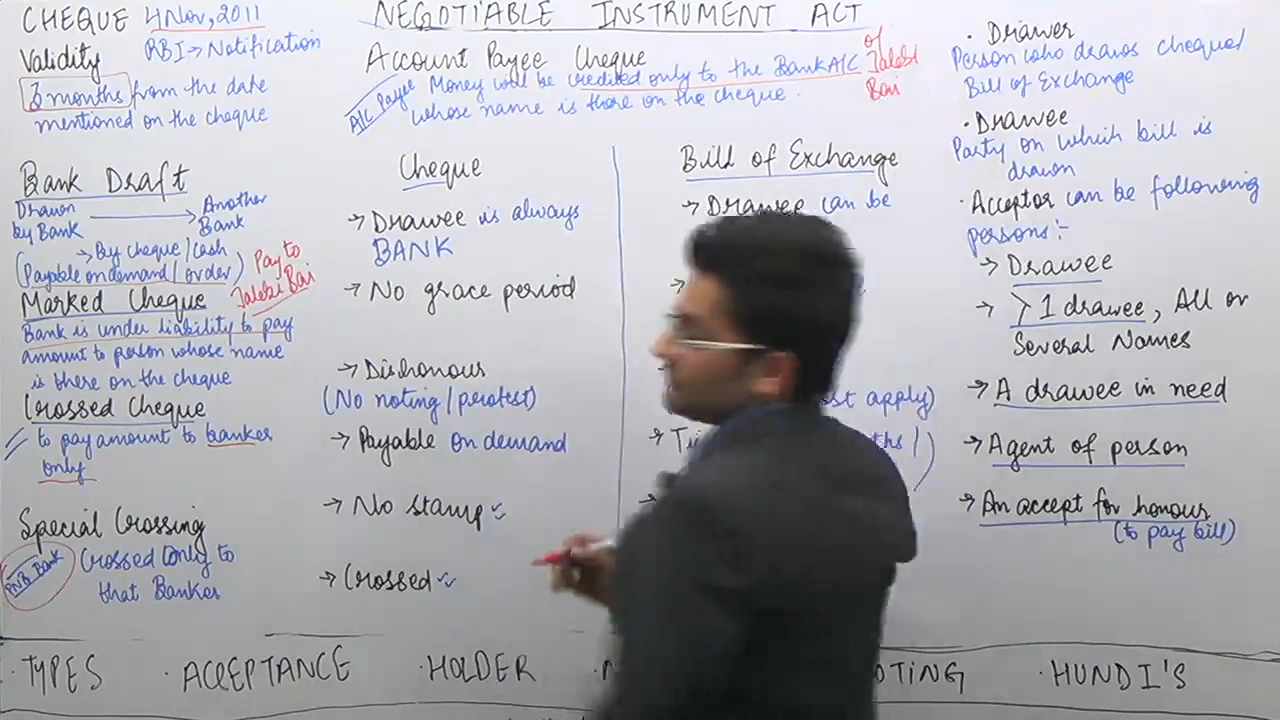 NEGOTIABLE INSTRUMENT ACT
CHEQUE 4 Nov, 2011
Validity RBI → Notification
3 months from the date
mentioned on the cheque
Account Payee Cheque
A/C Payee
Money will be credited only to the Bank A/C of Jalebi Bai
whose name is there on the cheque.
Bank Draft
Drawn by Bank → Another Bank
→ By cheque/cash
(Payable on demand/order)
Pay to
Jalebi Bai
Marked Cheque
Bank is under liability to pay
amount to person whose name
is there on the cheque
Crossed Cheque
to pay amount to banker
only
Special Crossing
PNB Bank
Crossed only to
that Banker
Cheque
→ Drawee is always
BANK
→ No grace period
→ Dishonour
(No noting/protest)
→ Payable on demand
→ No stamp
→ Crossed
Bill of Exchange
→ Drawee can be
apply)
· Drawer
Person who draws cheque/
Bill of Exchange
· Drawee
Party on which bill is
drawn
· Acceptor can be following
persons:-
→ Drawee
→ > 1 drawee, All or
Several Names
→ A drawee in need
→ Agent of person
→ An accept for honour
(to pay bill)
· TYPES · ACCEPTANCE · HOLDER OTING · HUNDI'S